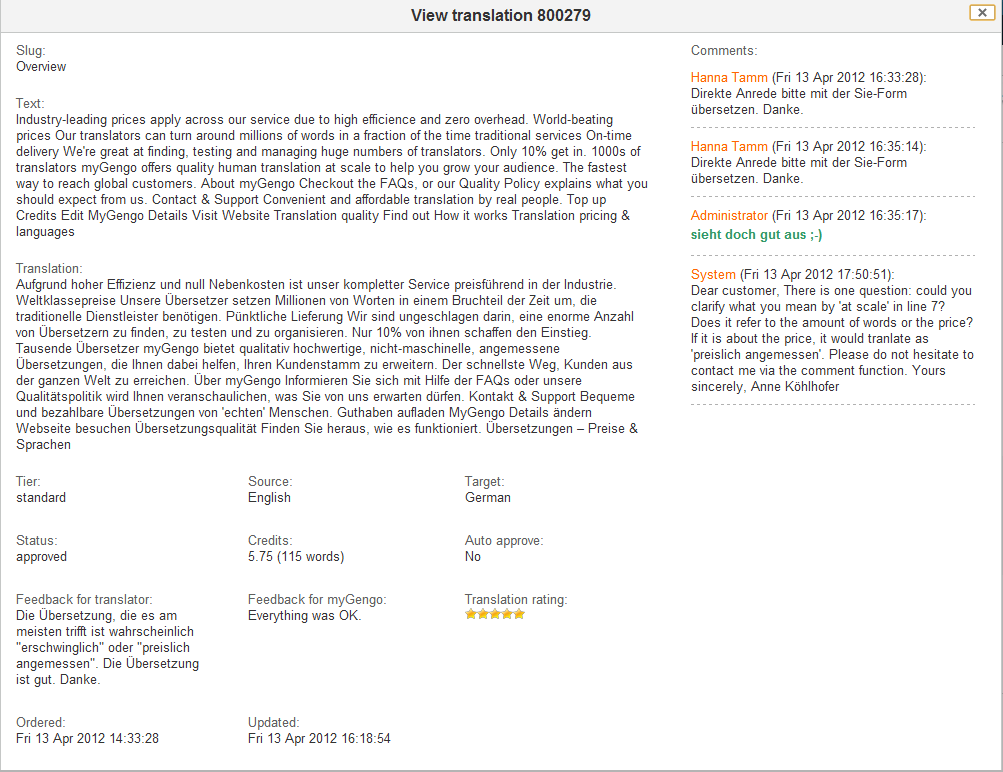 View translation 800279
Slug:
Overview
Text:
Industry-leading prices apply across our service due to high efficience and zero overhead. World-beating
prices Our translators can turn around millions of words in a fraction of the time traditional services On-time
delivery We're great at finding, testing and managing huge numbers of translators. Only 10% get in. 1000s of
translators myGengo offers quality human translation at scale to help you grow your audience. The fastest
way to reach global customers. About myGengo Checkout the FAQs, or our Quality Policy explains what you
should expect from us. Contact & Support Convenient and affordable translation by real people. Top up
Credits Edit MyGengo Details Visit Website Translation quality Find out How it works Translation pricing &
languages
Translation:
Aufgrund hoher Effizienz und null Nebenkosten ist unser kompletter Service preisführend in der Industrie.
Weltklassepreise Unsere Übersetzer setzen Millionen von Worten in einem Bruchteil der Zeit um, die
traditionelle Dienstleister benötigen. Pünktliche Lieferung Wir sind ungeschlagen darin, eine enorme Anzahl
von Übersetzern zu finden, zu testen und zu organisieren. Nur 10% von ihnen schaffen den Einstieg.
Tausende Übersetzer myGengo bietet qualitativ hochwertige, nicht-maschinelle, angemessene
Übersetzungen, die Ihnen dabei helfen, Ihren Kundenstamm zu erweitern. Der schnellste Weg, Kunden aus
der ganzen Welt zu erreichen. Über myGengo Informieren Sie sich mit Hilfe der FAQs oder unsere
Qualitätspolitik wird Ihnen veranschaulichen, was Sie von uns erwarten dürfen. Kontakt & Support Bequeme
und bezahlbare Übersetzungen von 'echten' Menschen. Guthaben aufladen MyGengo Details ändern
Webseite besuchen Übersetzungsqualität Finden Sie heraus, wie es funktioniert. Übersetzungen – Preise &
Sprachen
Tier:
standard
Source:
English
Target:
German
Status:
approved
Credits:
5.75 (115 words)
Auto approve:
No
Feedback for translator:
Die Übersetzung, die es am
meisten trifft ist wahrscheinlich
"erschwinglich" oder "preislich
angemessen". Die Übersetzung
ist gut. Danke.
Feedback for myGengo:
Everything was OK.
Translation rating:
Ordered:
Fri 13 Apr 2012 14:33:28
Updated:
Fri 13 Apr 2012 16:18:54
Comments:
Hanna Tamm (Fri 13 Apr 2012 16:33:28):
Direkte Anrede bitte mit der Sie-Form
übersetzen. Danke.
Hanna Tamm (Fri 13 Apr 2012 16:35:14):
Direkte Anrede bitte mit der Sie-Form
übersetzen. Danke.
Administrator (Fri 13 Apr 2012 16:35:17):
sieht doch gut aus ;-)
System (Fri 13 Apr 2012 17:50:51):
Dear customer, There is one question: could you
clarify what you mean by 'at scale' in line 7?
Does it refer to the amount of words or the price?
If it is about the price, it would tranlate as
'preislich angemessen'. Please do not hesitate to
contact me via the comment function. Yours
sincerely, Anne Köhlhofer